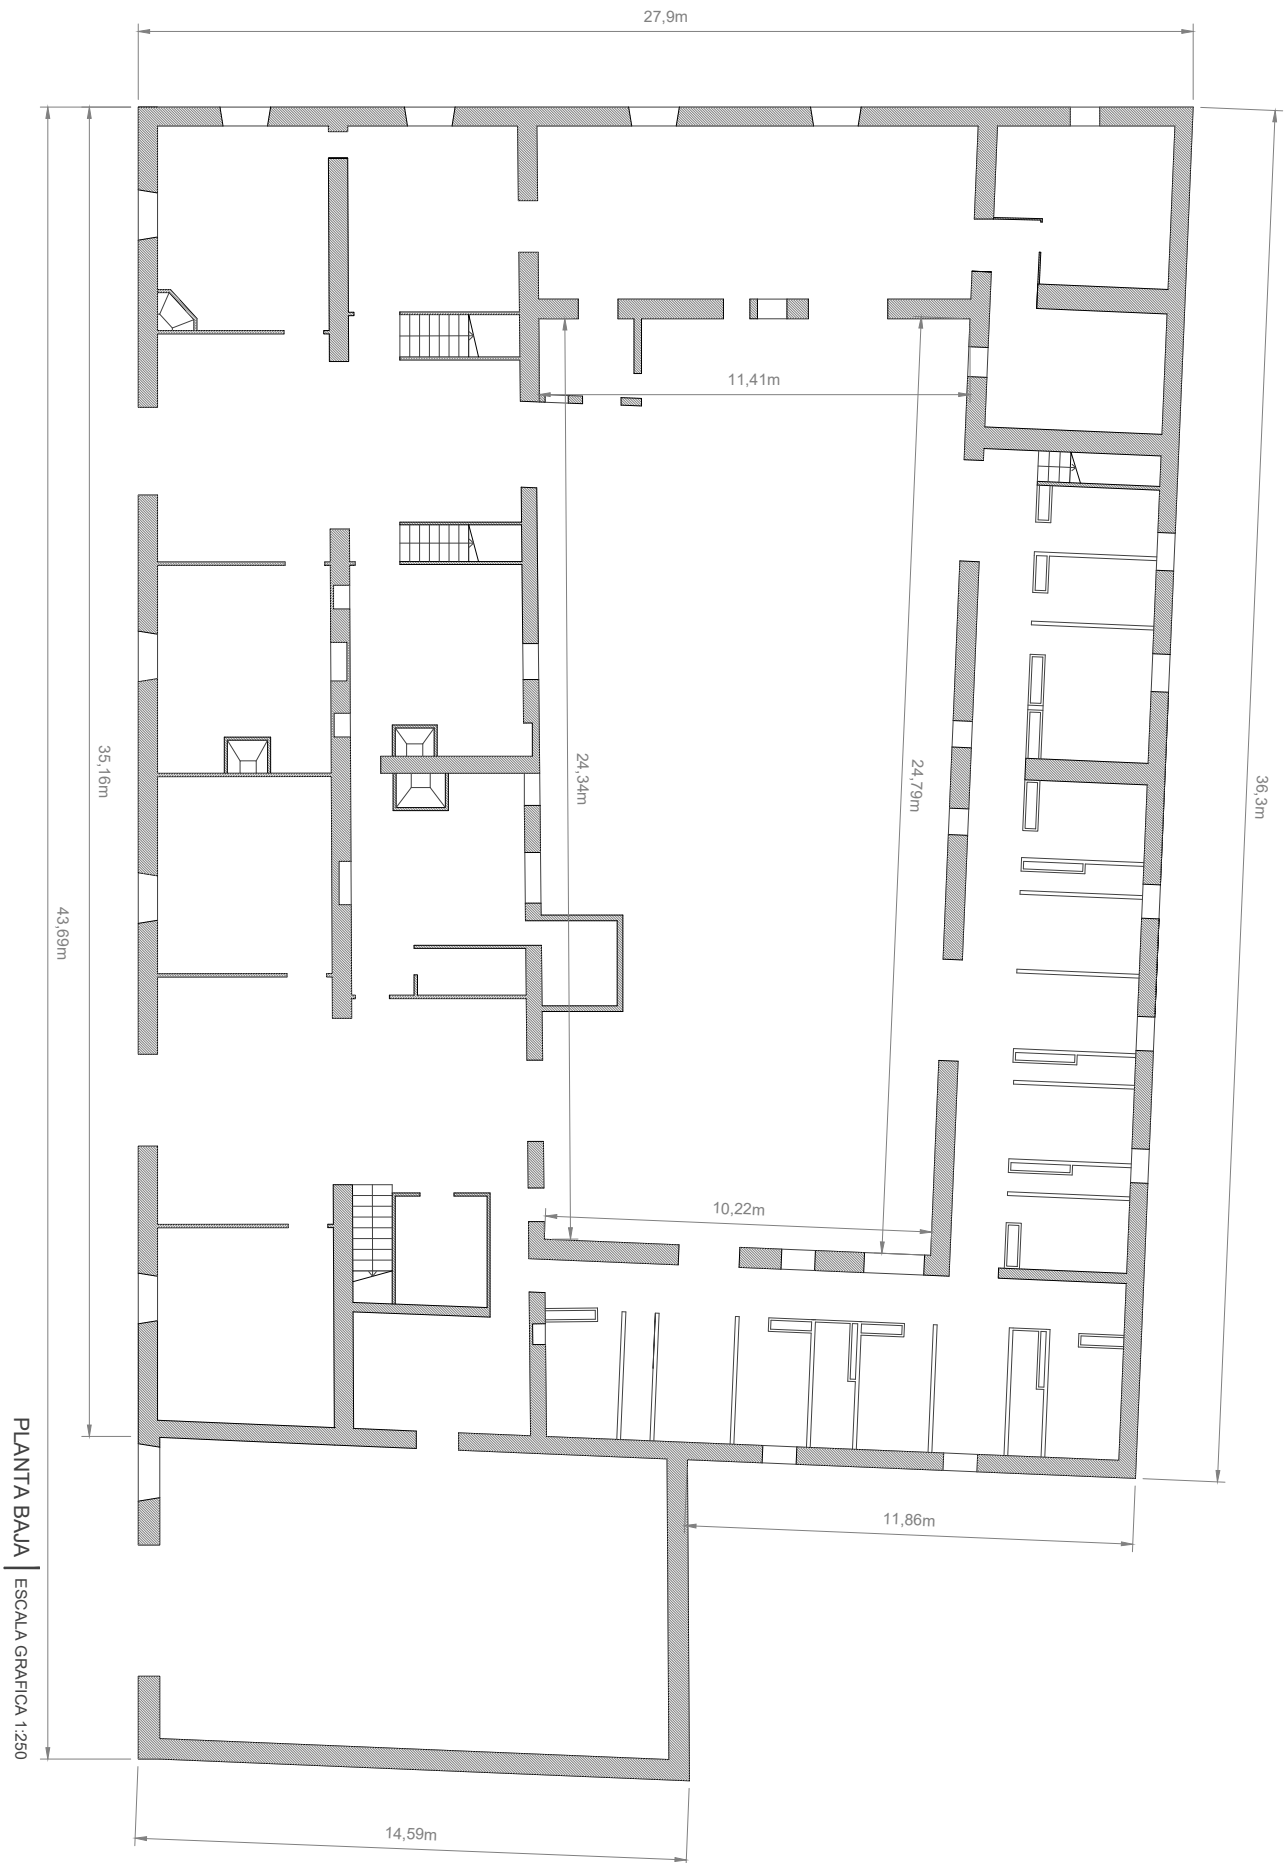 27,9m
11,41m
35,16m
24,34m
24,79m
36,3m
43,69m
10,22m
11,86m
14,59m
PLANTA BAJA | ESCALA GRAFICA 1:250